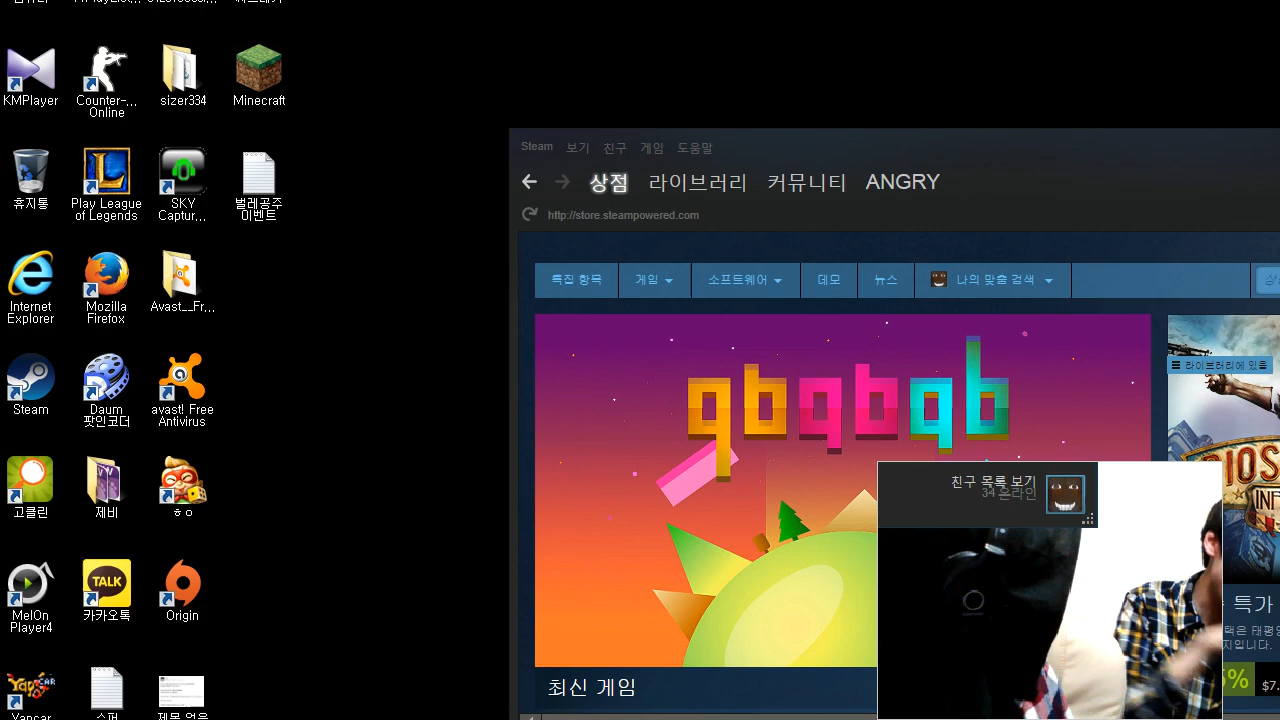 KMPlayer
Counter-...
Online
sizer334
Minecraft
휴지통
Play League
of Legends
SKY
Captur...
벌레공주
이벤트
Internet
Explorer
Mozilla
Firefox
Avast__Fr...
Steam
Daum
팟인코더
avast! Free
Antivirus
고클린
제비
ㅎㅇ
MelOn
Player4
TALK
카카오톡
Origin
Steam 보기 친구 게임 도움말
상점 라이브러리 커뮤니티 ANGRY
http://store.steampowered.com
특집 항목 게임 소프트웨어 데모 뉴스 나의 맞춤 검색
qbqbqb
라이브러리에 있음
친구 목록 보기
34 온라인
최신 게임
특가
$7.